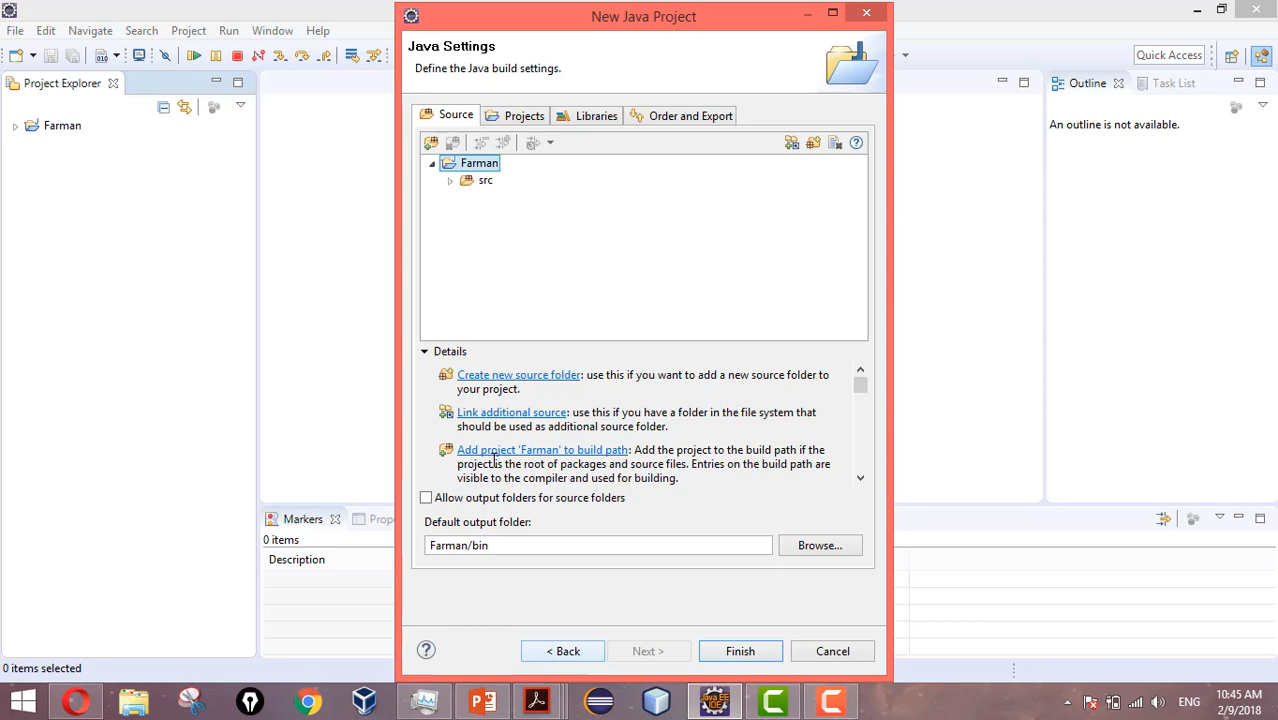 New Java Project
File Edit Navigate Search Project Run Window Help
Quick Access
Project Explorer
Farman
Java Settings
Define the Java build settings.
Source Projects Libraries Order and Export
Farman
src
Details
Create new source folder: use this if you want to add a new source folder to
your project.
Link additional source: use this if you have a folder in the file system that
should be used as additional source folder.
Add project 'Farman' to build path: Add the project to the build path if the
project is the root of packages and source files. Entries on the build path are
visible to the compiler and used for building.
Allow output folders for source folders
Default output folder:
Farman/bin
Browse...
< Back Next > Finish Cancel
Outline Task List
An outline is not available.
Markers Prope
0 items
Description
0 items selected
Java EE
IDE
ENG
10:45 AM
2/9/2018